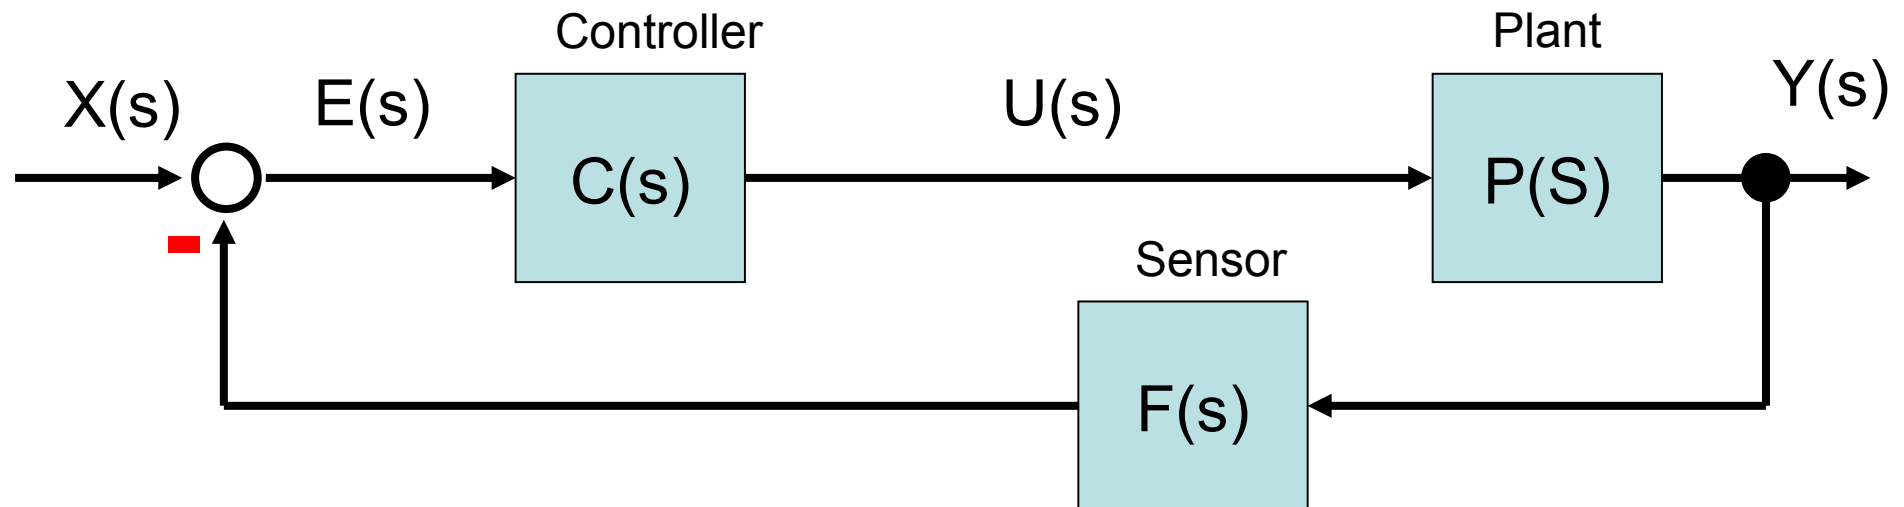 Controller
Plant
X(s)
E(s)
U(s)
Y(s)
C(s)
P(S)
Sensor
F(s)